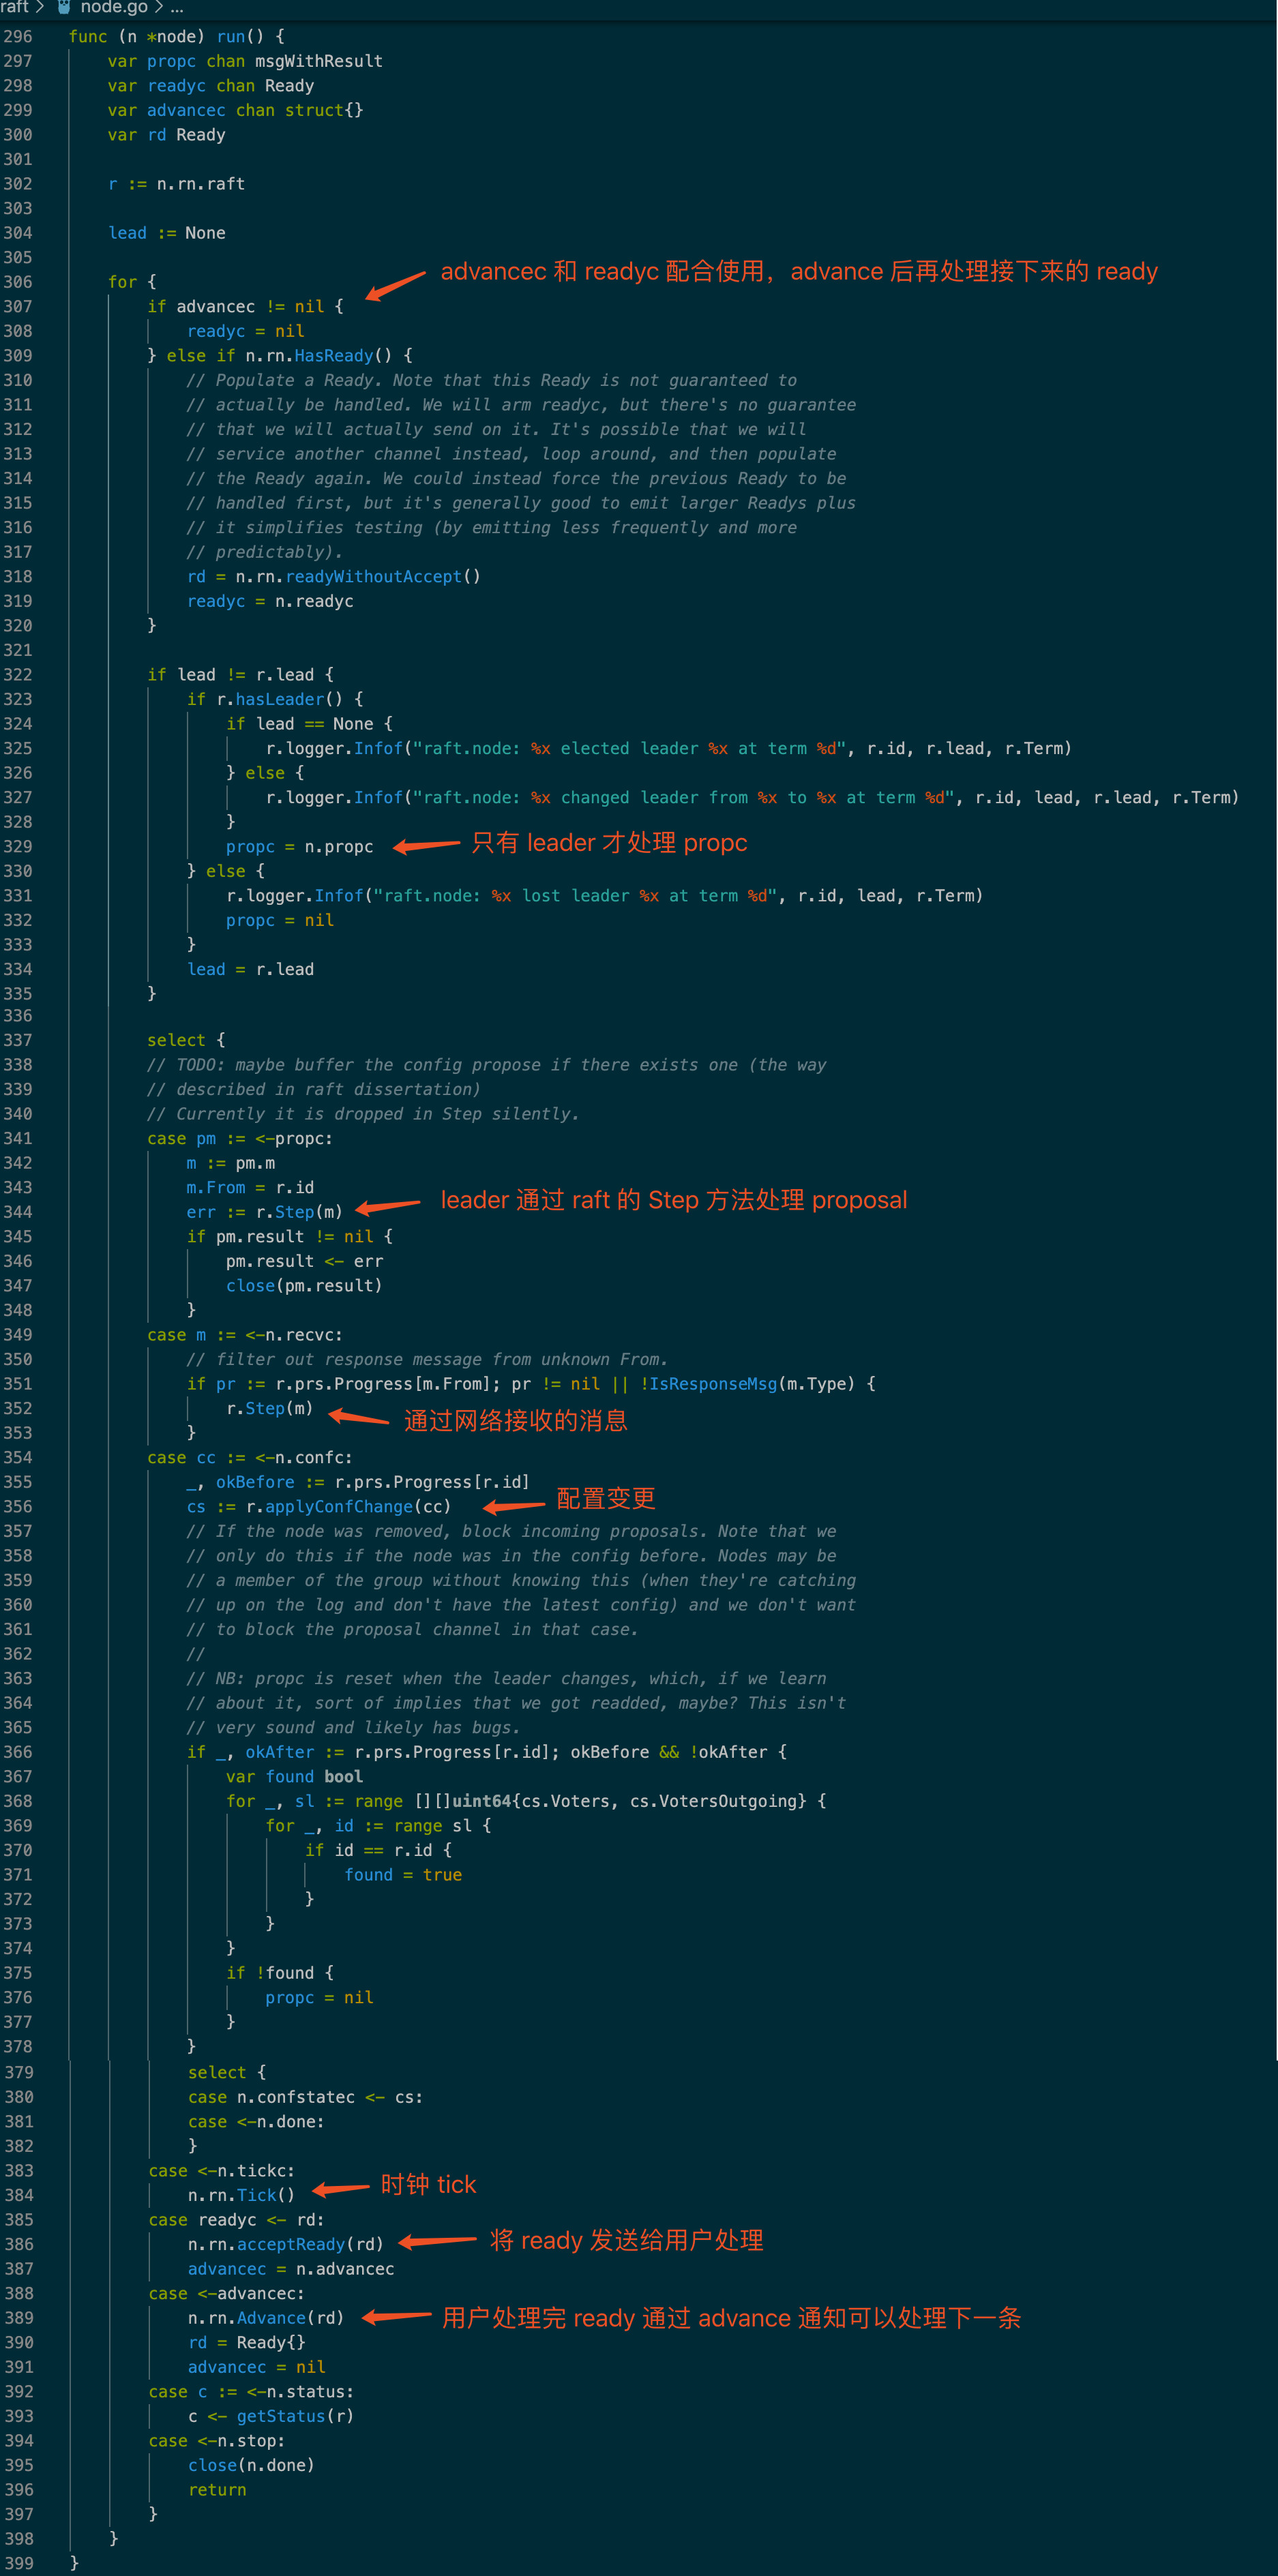 raft > node.go > ...
296 func (n *node) run() {
297 var propc chan msgWithResult
298 var readyc chan Ready
299 var advancec chan struct{}
300 var rd Ready
301
302 r := n.rn.raft
303
304 lead := None
305
advancec 和 readyc 配合使用，advance 后再处理接下来的 ready
306 for {
307 if advancec != nil {
308 readyc = nil
309 } else if n.rn.HasReady() {
310 // Populate a Ready. Note that this Ready is not guaranteed to
311 // actually be handled. We will arm readyc, but there's no guarantee
312 // that we will actually send on it. It's possible that we will
313 // service another channel instead, loop around, and then populate
314 // the Ready again. We could instead force the previous Ready to be
315 // handled first, but it's generally good to emit larger Readys plus
316 // it simplifies testing (by emitting less frequently and more
317 // predictably).
318 rd = n.rn.readyWithoutAccept()
319 readyc = n.readyc
320 }
321
322 if lead != r.lead {
323 if r.hasLeader() {
324 if lead == None {
325 r.logger.Infof("raft.node: %x elected leader %x at term %d", r.id, r.lead, r.Term)
326 } else {
327 r.logger.Infof("raft.node: %x changed leader from %x to %x at term %d", r.id, lead, r.lead, r.Term)
328 }
329 propc = n.propc 只有 leader 才处理 propc
330 } else {
331 r.logger.Infof("raft.node: %x lost leader %x at term %d", r.id, lead, r.Term)
332 propc = nil
333 }
334 lead = r.lead
335 }
336
337 select {
338 // TODO: maybe buffer the config propose if there exists one (the way
339 // described in raft dissertation)
340 // Currently it is dropped in Step silently.
341 case pm := <-propc:
342 m := pm.m
343 m.From = r.id
344 err := r.Step(m) leader 通过 raft 的 Step 方法处理 proposal
345 if pm.result != nil {
346 pm.result <- err
347 close(pm.result)
348 }
349 case m := <-n.recvc:
350 // filter out response message from unknown From.
351 if pr := r.prs.Progress[m.From]; pr != nil || !IsResponseMsg(m.Type) {
352 r.Step(m) 通过网络接收的消息
353 }
354 case cc := <-n.confc:
355 _, okBefore := r.prs.Progress[r.id]
356 cs := r.applyConfChange(cc) 配置变更
357 // If the node was removed, block incoming proposals. Note that we
358 // only do this if the node was in the config before. Nodes may be
359 // a member of the group without knowing this (when they're catching
360 // up on the log and don't have the latest config) and we don't want
361 // to block the proposal channel in that case.
362 //
363 // NB: propc is reset when the leader changes, which, if we learn
364 // about it, sort of implies that we got readded, maybe? This isn't
365 // very sound and likely has bugs.
366 if _, okAfter := r.prs.Progress[r.id]; okBefore && !okAfter {
367 var found bool
368 for _, sl := range [][]uint64{cs.Voters, cs.VotersOutgoing} {
369 for _, id := range sl {
370 if id == r.id {
371 found = true
372 }
373 }
374 }
375 if !found {
376 propc = nil
377 }
378 }
379 select {
380 case n.confstatec <- cs:
381 case <-n.done:
382 }
383 case <-n.tickc:
384 n.rn.Tick() 时钟 tick
385 case readyc <- rd:
386 n.rn.acceptReady(rd) 将 ready 发送给用户处理
387 advancec = n.advancec
388 case <-advancec:
389 n.rn.Advance(rd) 用户处理完 ready 通过 advance 通知可以处理下一条
390 rd = Ready{}
391 advancec = nil
392 case c := <-n.status:
393 c <- getStatus(r)
394 case <-n.stop:
395 close(n.done)
396 return
397 }
398 }
399 }